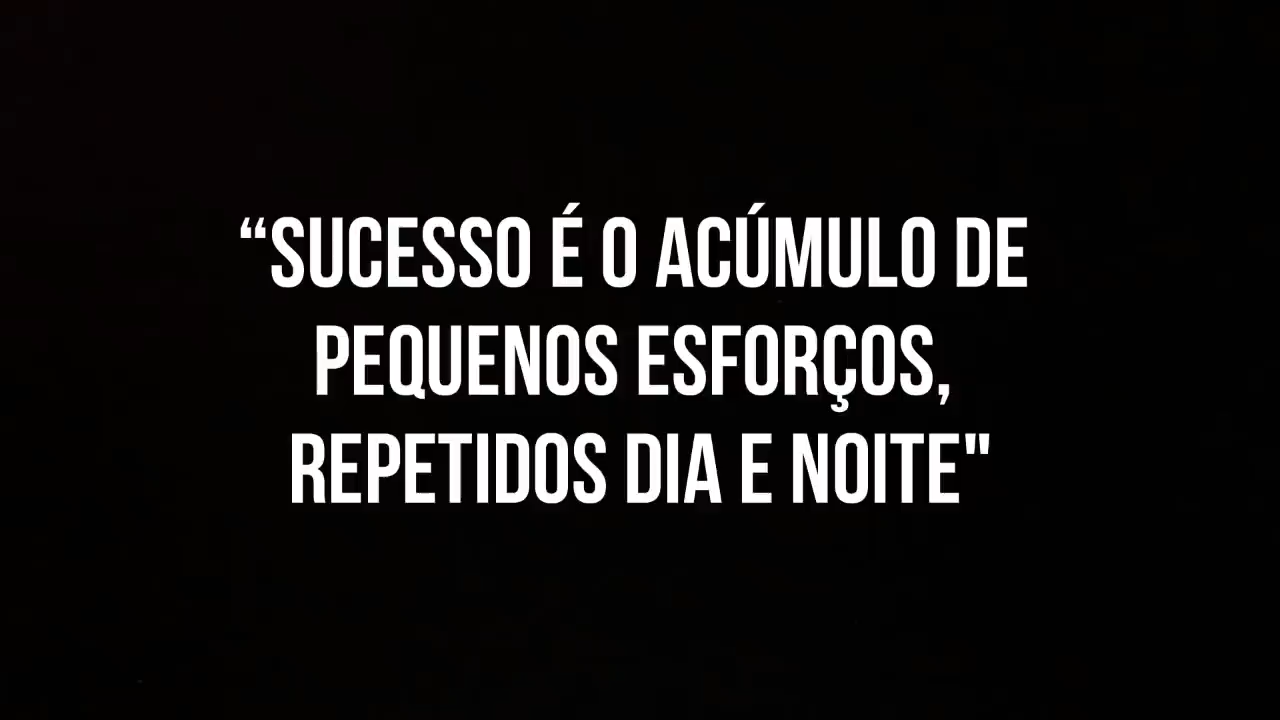 “SUCESSO É O ACÚMULO DE
PEQUENOS ESFORÇOS,
REPETIDOS DIA E NOITE"